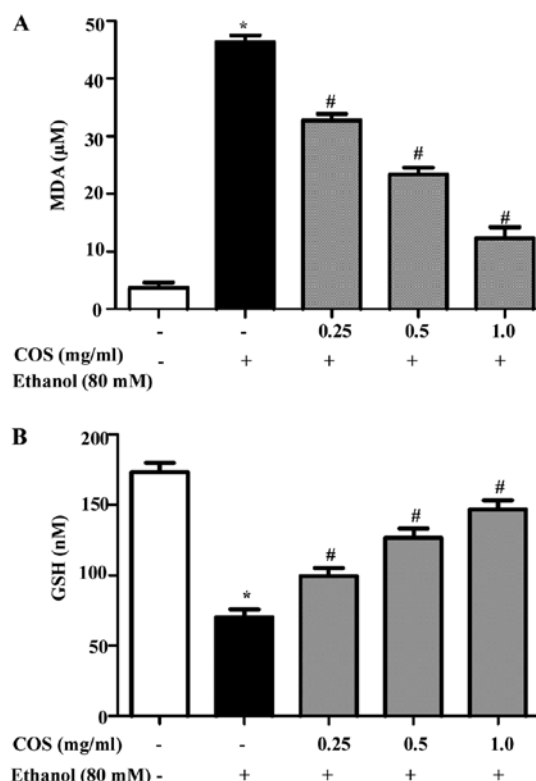 A
50
*
40
#
30
#
20
#
10
0
MDA (μM)
- - 0.25 0.5 1.0
COS (mg/ml) - + + + +
Ethanol (80 mM)
B
200
#
150
#
#
100
*
50
0
GSH (nM)
COS (mg/ml) - - 0.25 0.5 1.0
Ethanol (80 mM) - + + + +